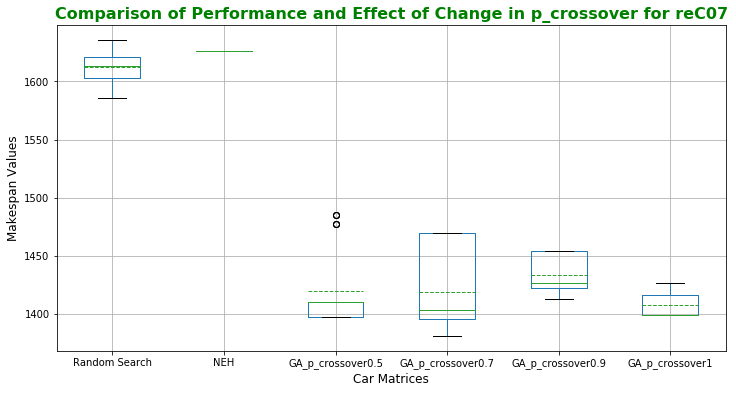 Comparison of Performance and Effect of Change in p_crossover for reC07
Makespan Values
1600
1550
1500
1450
1400
Random Search NEH GA_p_crossover0.5 GA_p_crossover0.7 GA_p_crossover0.9 GA_p_crossover1
Car Matrices